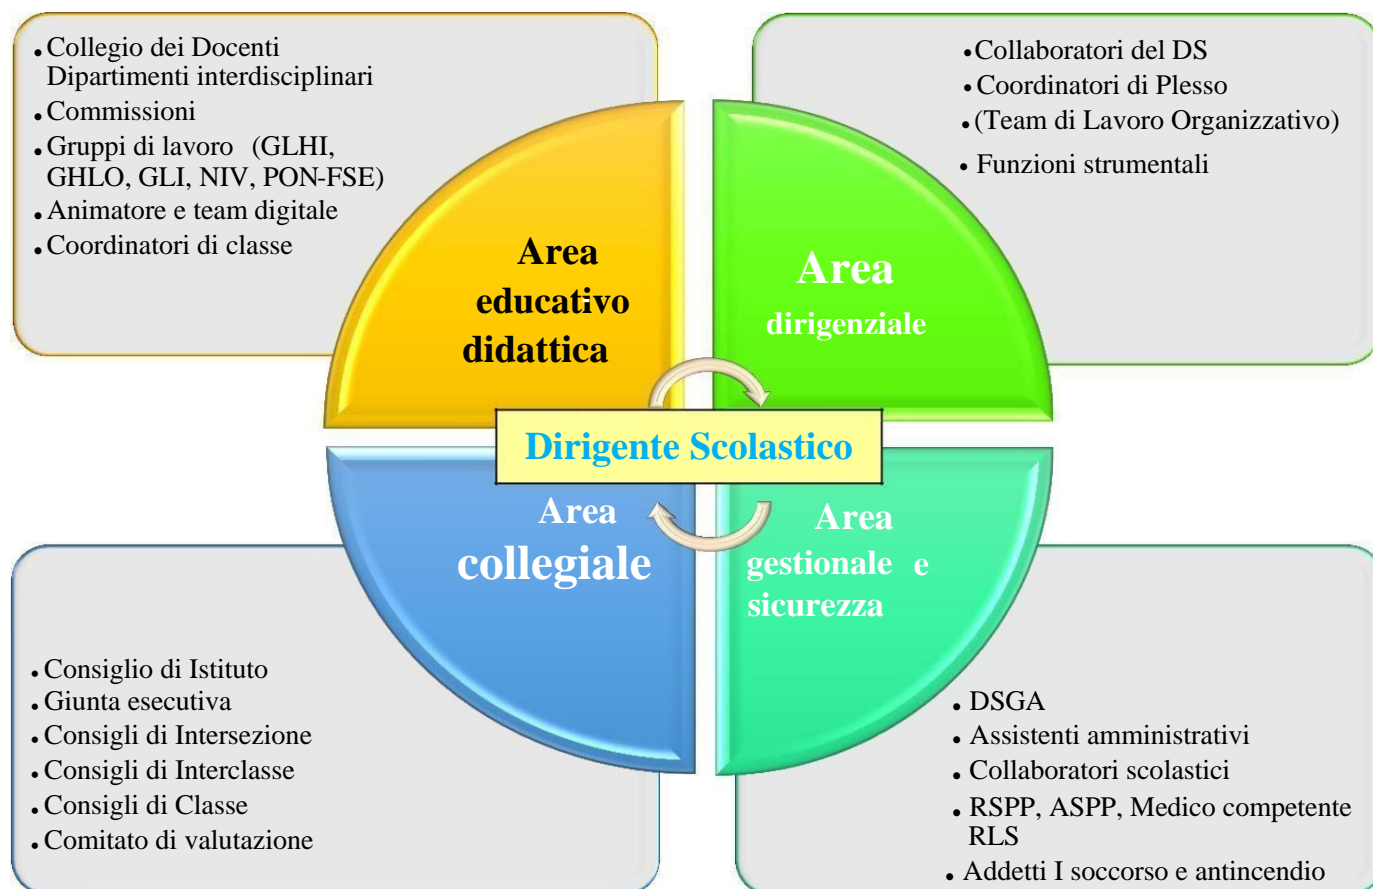 • Collegio dei Docenti
Dipartimenti interdisciplinari
• Commissioni
• Gruppi di lavoro (GLHI,
GHLO, GLI, NIV, PON-FSE)
• Animatore e team digitale
• Coordinatori di classe
• Collaboratori del DS
• Coordinatori di Plesso
• (Team di Lavoro Organizzativo)
• Funzioni strumentali
Area
educativo
didattica
Area
dirigenziale
Dirigente Scolastico
Area
collegiale
Area
gestionale e
sicurezza
• Consiglio di Istituto
• Giunta esecutiva
• Consigli di Intersezione
• Consigli di Interclasse
• Consigli di Classe
• Comitato di valutazione
• DSGA
• Assistenti amministrativi
• Collaboratori scolastici
• RSPP, ASPP, Medico competente
RLS
• Addetti I soccorso e antincendio